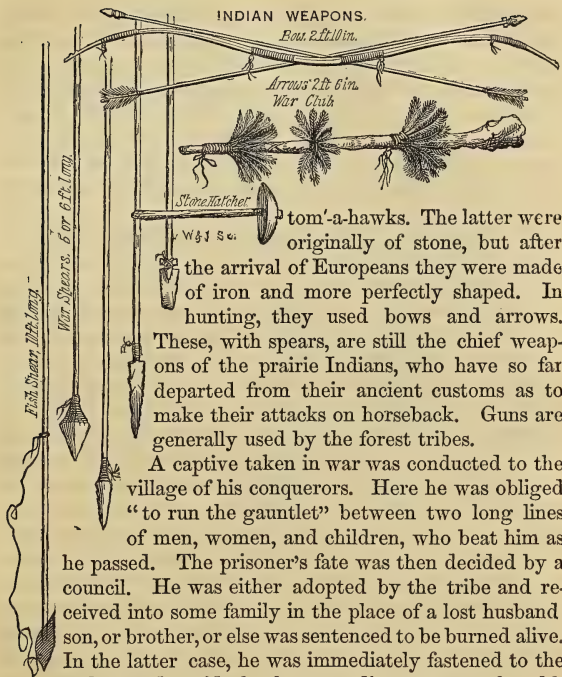 INDIAN WEAPONS.
Bow. 2ft 10 in.
Arrows 2ft 6in.
War Club
Stone Hatchet
W & J Sc.
War Spears. 5 or 6 ft. long.
Fish Spear, 10ft. long.
tom'-a-hawks. The latter were
originally of stone, but after
the arrival of Europeans they were made
of iron and more perfectly shaped. In
hunting, they used bows and arrows.
These, with spears, are still the chief weap-
ons of the prairie Indians, who have so far
departed from their ancient customs as to
make their attacks on horseback. Guns are
generally used by the forest tribes.
A captive taken in war was conducted to the
village of his conquerors. Here he was obliged
“to run the gauntlet” between two long lines
of men, women, and children, who beat him as
he passed. The prisoner's fate was then decided by a
council. He was either adopted by the tribe and re-
ceived into some family in the place of a lost husband
son, or brother, or else was sentenced to be burned alive.
In the latter case, he was immediately fastened to the